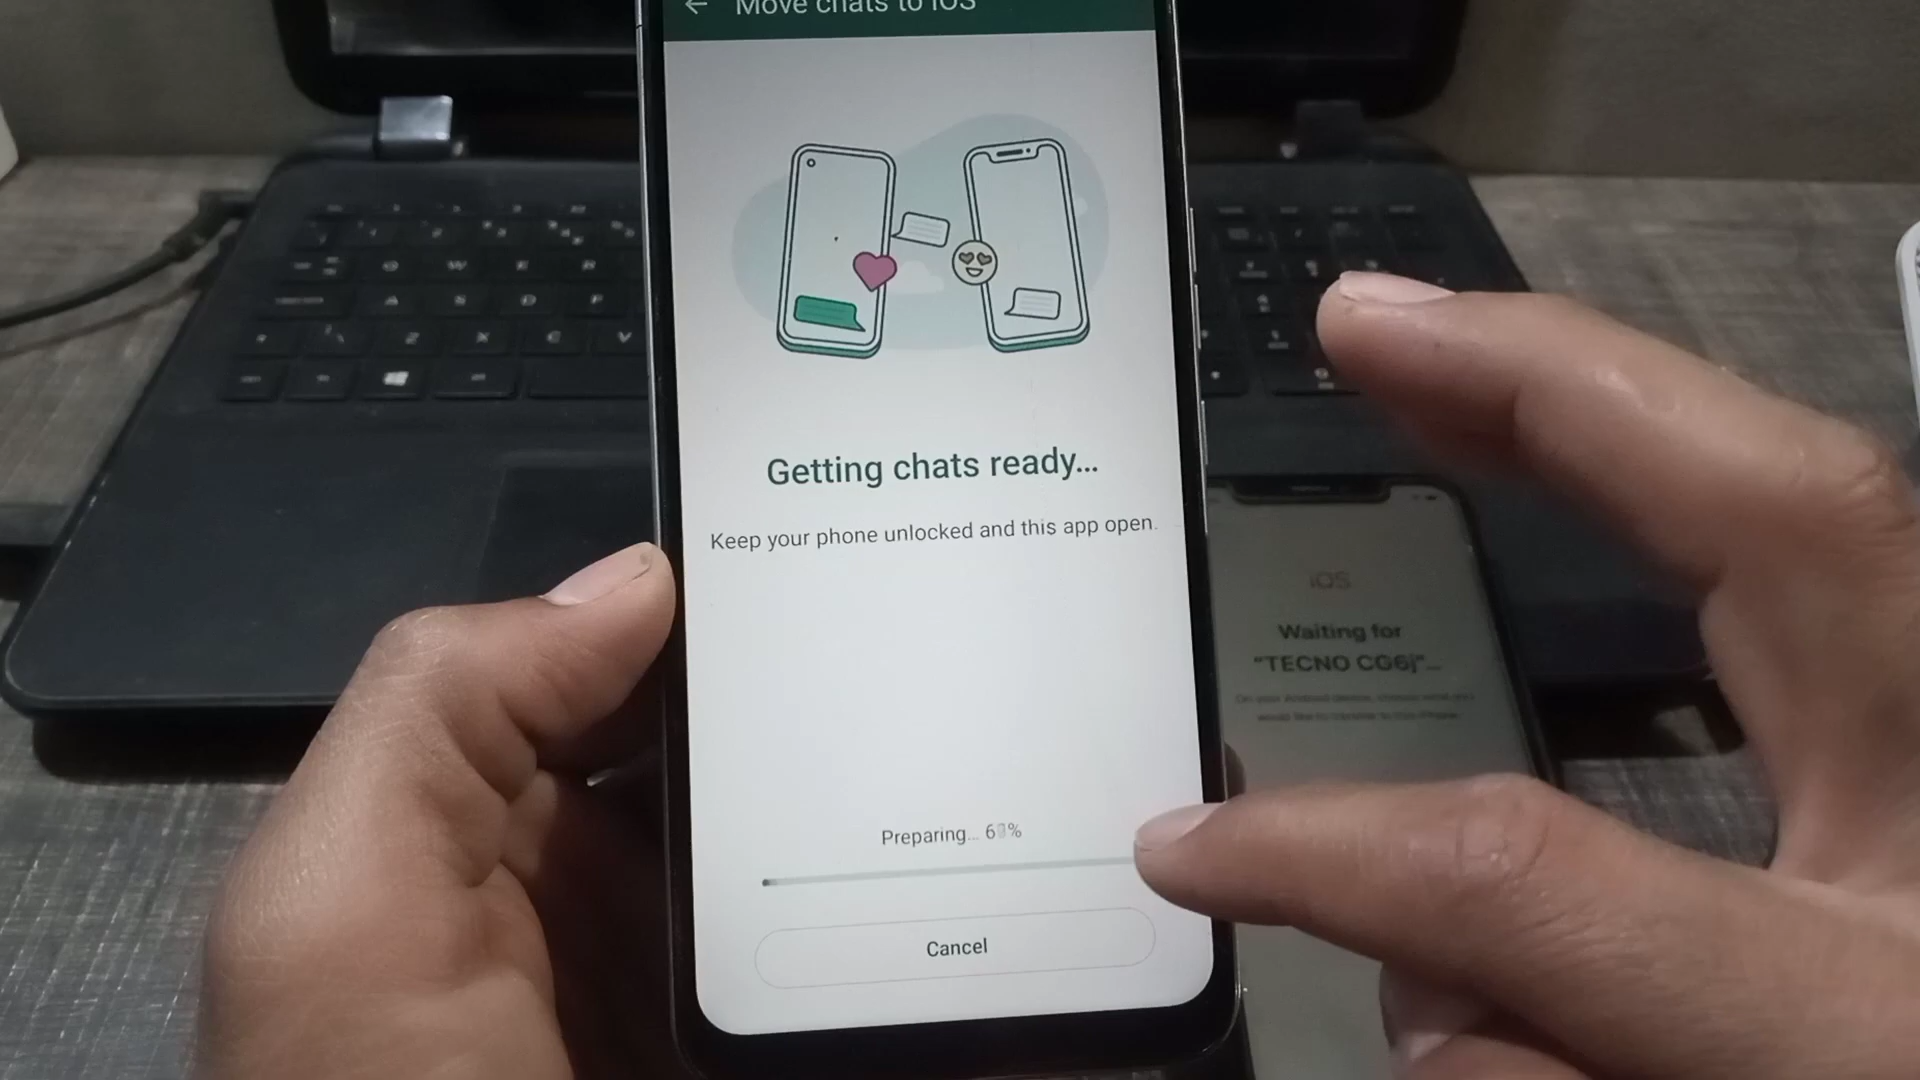 Move chats to iOS
Getting chats ready...
Keep your phone unlocked and this app open.
iOS
Waiting for
"TECNO CG6j"...
Preparing...
Cancel